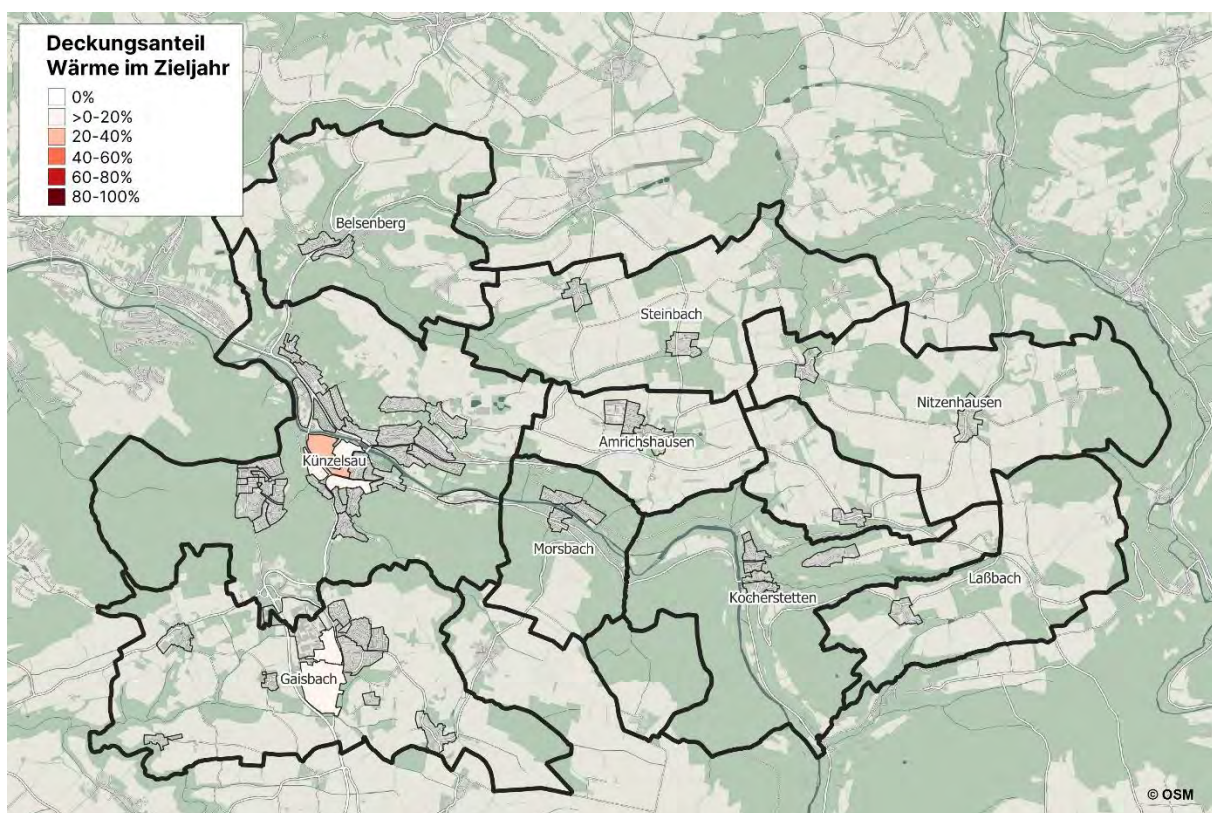 Deckungsanteil
Wärme im Zieljahr
0%
>0-20%
20-40%
40-60%
60-80%
80-100%
Belsenberg
Steinbach
Nitzenhausen
Amrichshausen
Künzelsau
Morsbach
Laßbach
Kocherstetten
Gaisbach
© OSM